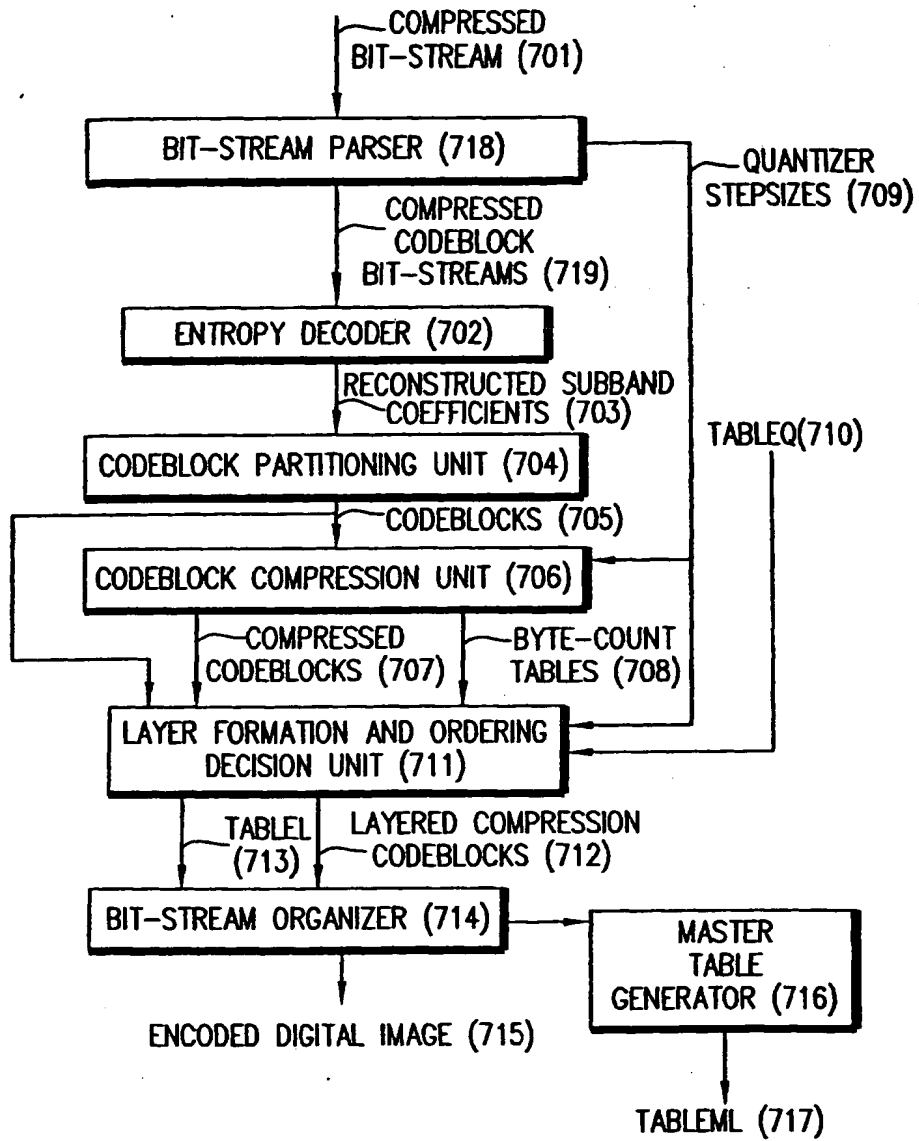 COMPRESSED
BIT-STREAM (701)
BIT-STREAM PARSER (718)
QUANTIZER
STEPSIZES (709)
COMPRESSED
CODEBLOCK
BIT-STREAMS (719)
ENTROPY DECODER (702)
RECONSTRUCTED SUBBAND
COEFFICIENTS (703)
TABLEQ(710)
CODEBLOCK PARTITIONING UNIT (704)
CODEBLOCKS (705)
CODEBLOCK COMPRESSION UNIT (706)
COMPRESSED
CODEBLOCKS (707)
BYTE-COUNT
TABLES (708)
LAYER FORMATION AND ORDERING
DECISION UNIT (711)
TABLEL
(713)
LAYERED COMPRESSION
CODEBLOCKS (712)
BIT-STREAM ORGANIZER (714)
MASTER
TABLE
GENERATOR (716)
ENCODED DIGITAL IMAGE (715)
TABLEML (717)